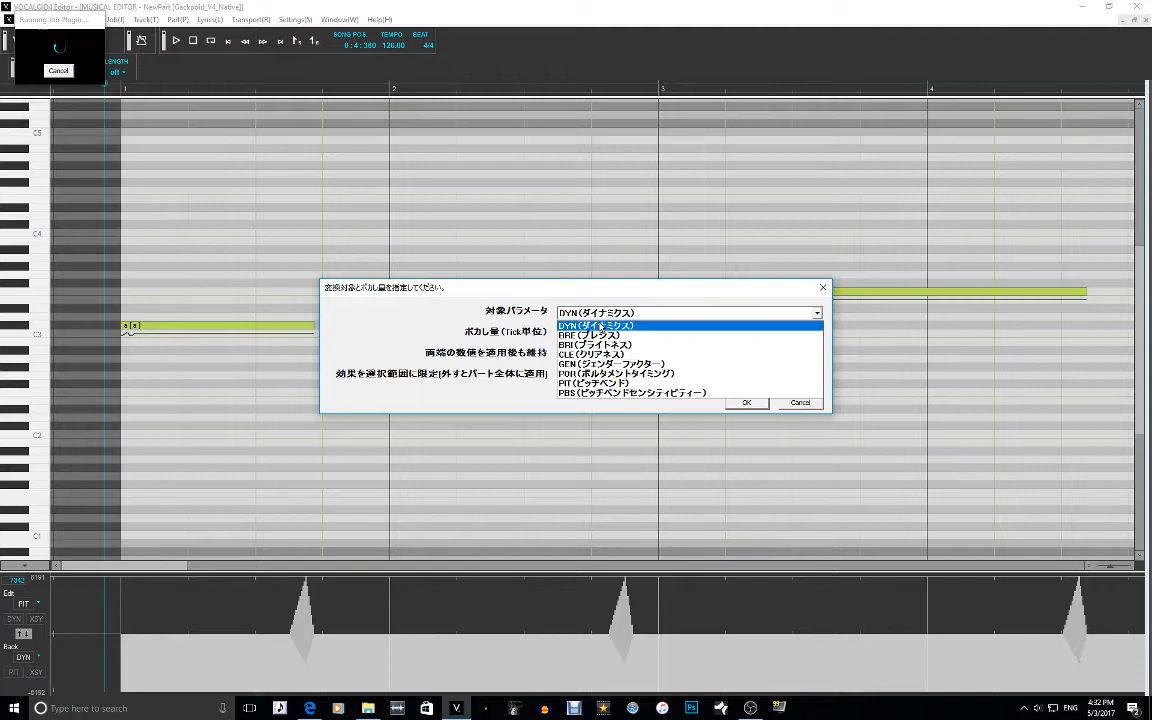 VOCALOID4 Editor - [MUSICAL EDITOR - NewPart (Gackpoid_V4_Native)]
Running Job Plugin ...
Job(J) Track(T) Part(P) Lyrics(L) Transport(R) Settings(S) Window(W) Help(H)
SONG POS. TEMPO BEAT
0:4:360 120.00 4/4
Cancel
LENGTH
off
1 2 3 4
C5
C4
変換対象とボカし量を指定してください。
対象パラメータ DYN(ダイナミクス)
a [a]
DYN(ダイナミクス)
C3
ボカし量(Tick単位) BRE(ブレシス)
BRI(ブライトネス)
両端の数値を適用後も維持 CLE(クリアネス)
GEN(ジェンダーファクター)
効果を選択範囲に限定[外すとパート全体に適用] POR(ポルタメントタイミング)
PIT(ピッチベンド)
PBS(ピッチベンドセンシティビティー)
OK Cancel
C2
C1
7342 8191
Edit
PIT
DYN XSY
Back
DYN
PIT XSY
-8192
Type here to search
ENG
4:32 PM
5/3/2017